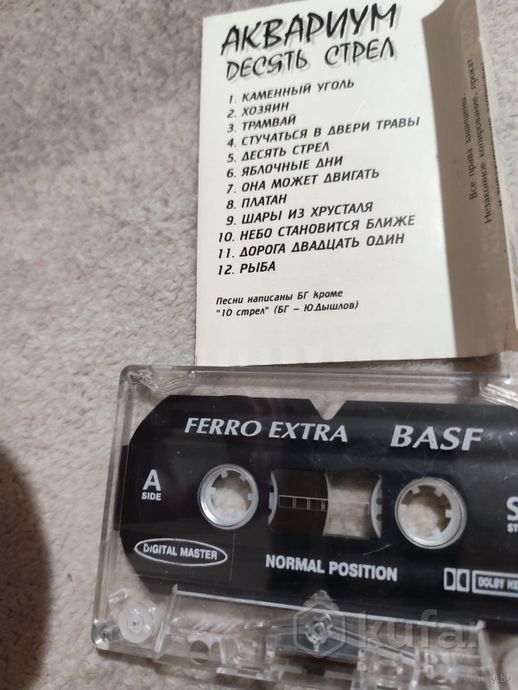 АКВАРИУМ
ДЕСЯТЬ СТРЕЛ
1. КАМЕННЫЙ УГОЛЬ
2. ХОЗЯИН
3. ТРАМВАЙ
4. СТУЧАТЬСЯ В ДВЕРИ ТРАВЫ
5. ДЕСЯТЬ СТРЕЛ
6. ЯБЛОЧНЫЕ ДНИ
7. ОНА МОЖЕТ ДВИГАТЬ
8. ПЛАТАН
9. ШАРЫ ИЗ ХРУСТАЛЯ
10. НЕБО СТАНОВИТСЯ БЛИЖЕ
11. ДОРОГА ДВАДЦАТЬ ОДИН
12. РЫБА
Песни написаны БГ кроме
"10 стрел" (БГ – Ю.Дышлов)
Все права защищены.
Незаконное копирование, прокат
FERRO EXTRA BASF
A
SIDE
DIGITAL MASTER
NORMAL POSITION
DOLBY
kufar